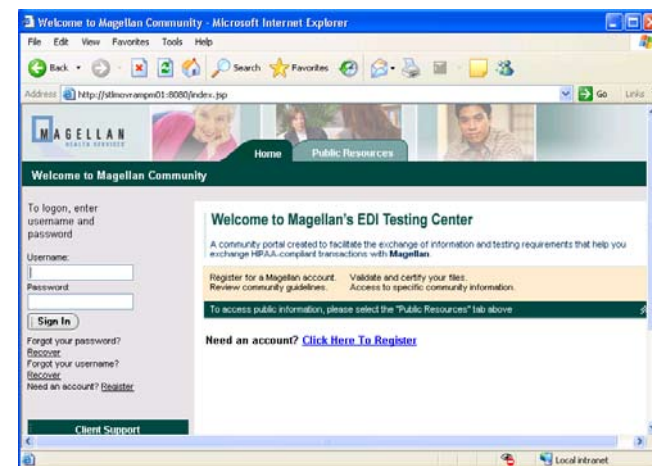 Welcome to Magellan Community - Microsoft Internet Explorer
File Edit View Favorites Tools Help
Back Search Favorites
Address http://stlmovrampm01:8080/index.jsp Go Links
MAGELLAN
HEALTH SERVICES
Home Public Resources
Welcome to Magellan Community
To logon, enter
username and
password
Username:
Password:
Sign In
Forgot your password?
Recover
Forgot your username?
Recover
Need an account? Register
Client Support
Welcome to Magellan's EDI Testing Center
A community portal created to facilitate the exchange of information and testing requirements that help you
exchange HIPAA-compliant transactions with Magellan.
Register for a Magellan account. Validate and certify your files.
Review community guidelines. Access to specific community information.
To access public information, please select the "Public Resources" tab above
Need an account? Click Here To Register
Local intranet